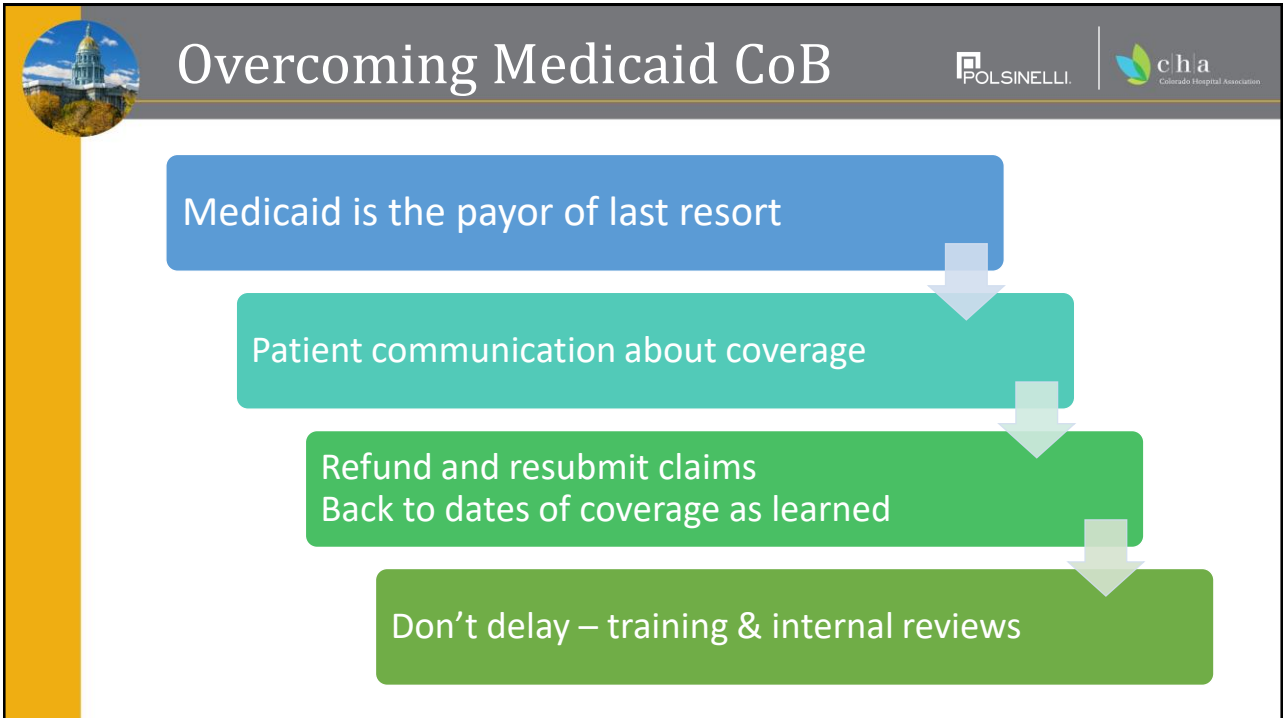 Overcoming Medicaid CoB
POLSINELLI.
c|h|a
Colorado Hospital Association
Medicaid is the payor of last resort
Patient communication about coverage
Refund and resubmit claims
Back to dates of coverage as learned
Don’t delay – training & internal reviews